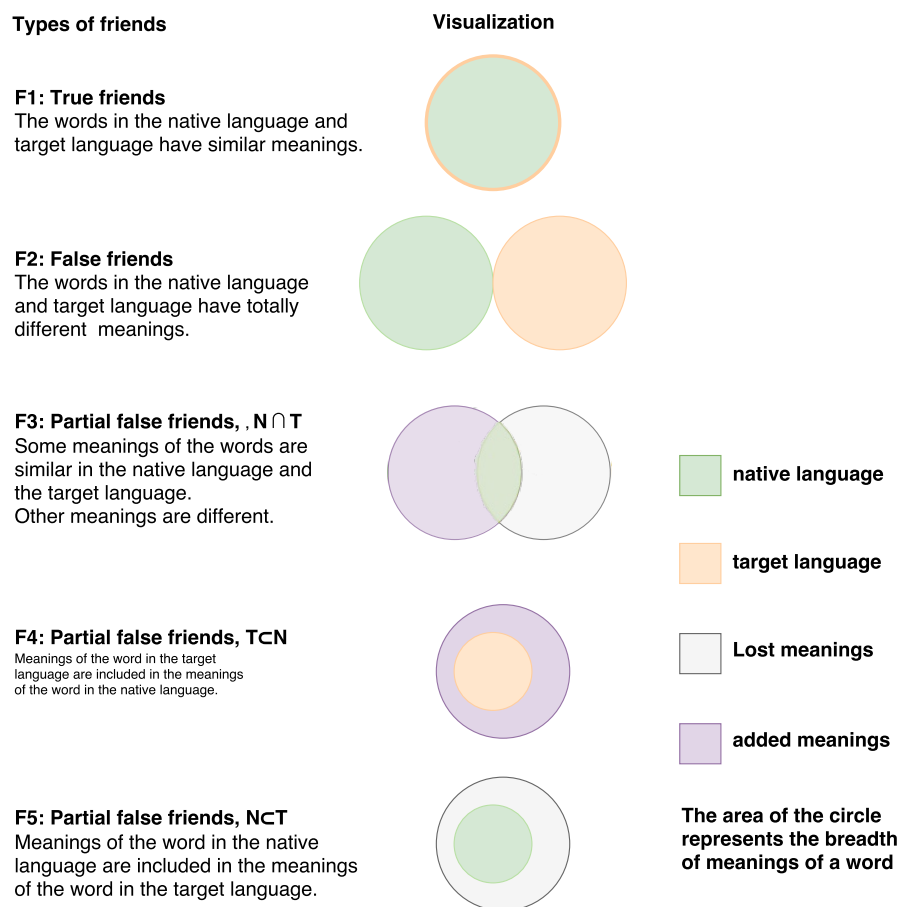 Types of friends
Visualization
F1: True friends
The words in the native language and
target language have similar meanings.
F2: False friends
The words in the native language
and target language have totally
different  meanings.
F3: Partial false friends, , N ∩ T
Some meanings of the words are
similar in the native language and
the target language.
Other meanings are different.
F4: Partial false friends, T⊂N
Meanings of the word in the target
language are included in the meanings
of the word in the native language.
F5: Partial false friends, N⊂T
Meanings of the word in the native
language are included in the meanings
of the word in the target language.
native language
target language
Lost meanings
added meanings
The area of the circle
represents the breadth
of meanings of a word